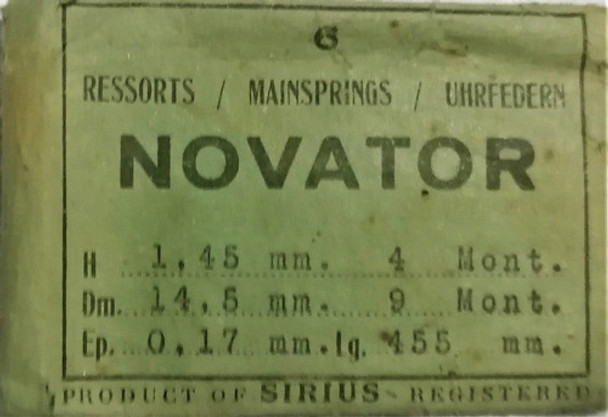 6
RESSORTS / MAINSPRINGS / UHRFEDERN
NOVATOR
H 1,45 mm. 4 Mont.
Dm. 14,5 mm. 9 Mont.
Ep. 0,17 mm. Lg. 455 mm.
PRODUCT OF SIRIUS - REGISTERED